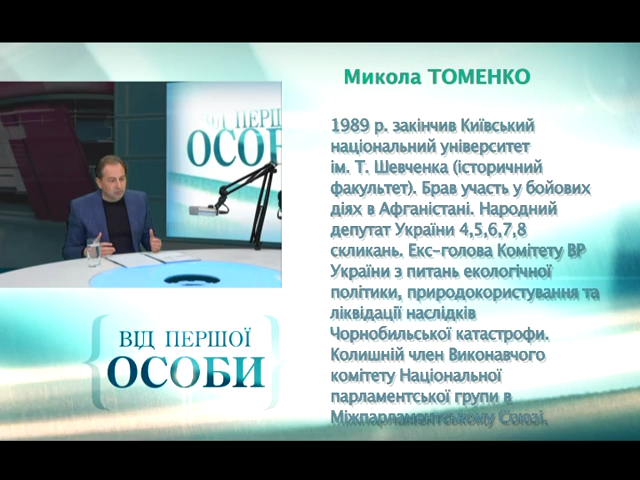 Микола ТОМЕНКО
1989 р. закінчив Київський
національний університет
ім. Т. Шевченка (історичний
факультет). Брав участь у бойових
діях в Афганістані. Народний
депутат України 4,5,6,7,8
скликань. Екс-голова Комітету ВР
України з питань екологічної
політики, природокористування та
ліквідації наслідків
Чорнобильської катастрофи.
Колишній член Виконавчого
комітету Національної
парламентської групи в
Міжпарламентському Союзі.
ВІД ПЕРШОЇ
ОСОБ
ВІД ПЕРШОЇ
ОСОБИ